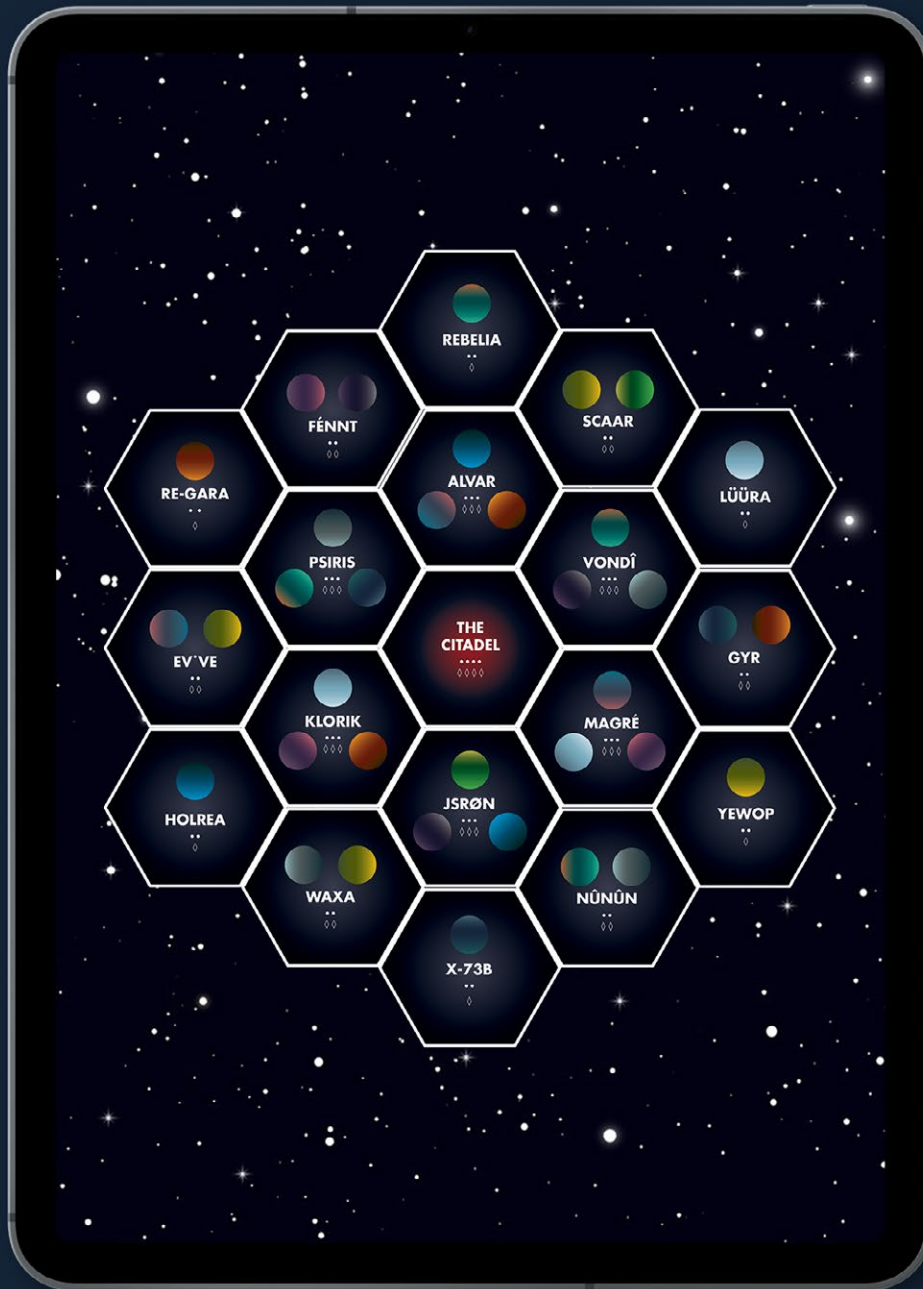 REBELIA
FÉNNT
SCAAR
RE-GARA
ALVAR
LÜÜRA
PSIRIS
VONDÎ
EV`VE
THE
CITADEL
GYR
KLORIK
MAGRÉ
HOLREA
JSRØN
YEWOP
WAXA
NÛNÛN
X-73B